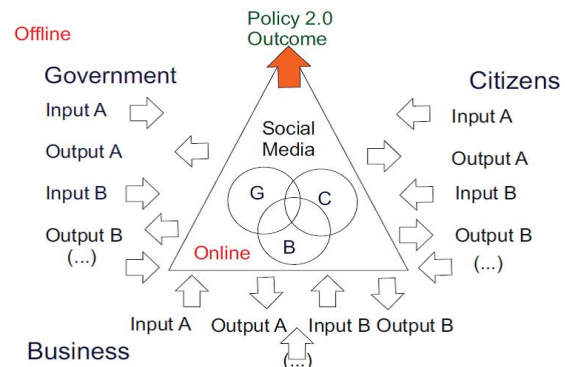 Policy 2.0
Outcome
Offline
Government
Citizens
Input A
Input A
Output A
Social
Media
Output A
Input B
G
C
Input B
Output B
Output B
(...)
Online
B
(...)
Input A
Output A
Input B
Output B
Business
(...)